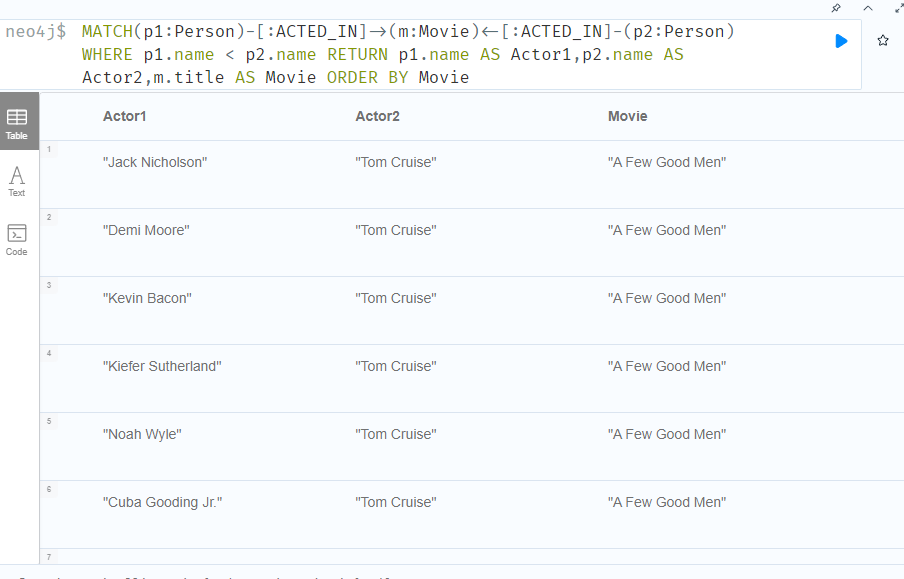 neo4j$ MATCH(p1:Person)-[:ACTED_IN]→(m:Movie)←[:ACTED_IN]-(p2:Person)
WHERE p1.name < p2.name RETURN p1.name AS Actor1,p2.name AS
Actor2,m.title AS Movie ORDER BY Movie
Table
Text
Code
Actor1 Actor2 Movie
1 "Jack Nicholson" "Tom Cruise" "A Few Good Men"
2 "Demi Moore" "Tom Cruise" "A Few Good Men"
3 "Kevin Bacon" "Tom Cruise" "A Few Good Men"
4 "Kiefer Sutherland" "Tom Cruise" "A Few Good Men"
5 "Noah Wyle" "Tom Cruise" "A Few Good Men"
6 "Cuba Gooding Jr." "Tom Cruise" "A Few Good Men"
7